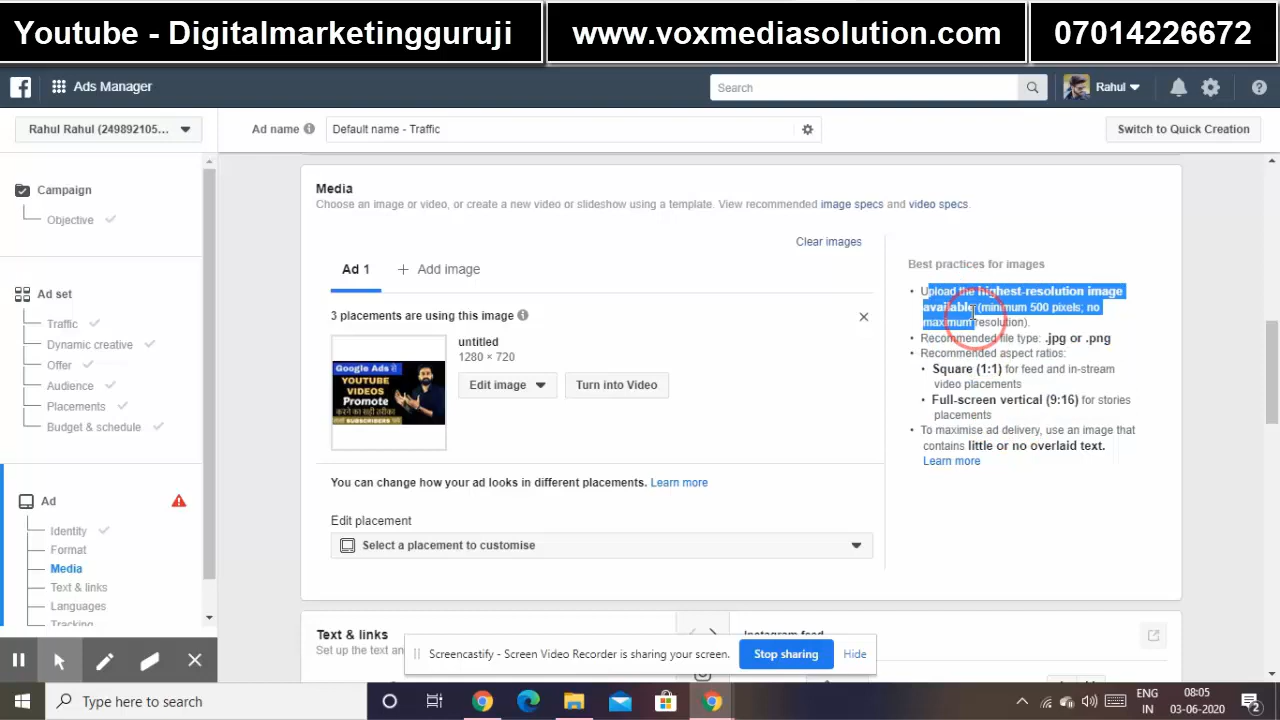 Youtube - Digitalmarketingguruji
www.voxmediasolution.com
07014226672
Ads Manager
Search
Rahul
Rahul Rahul (249892105...
Ad name
Default name - Traffic
Switch to Quick Creation
Campaign
Objective
Ad set
Traffic
Dynamic creative
Offer
Audience
Placements
Budget & schedule
Ad
Identity
Format
Media
Text & links
Languages
Tracking
Media
Choose an image or video, or create a new video or slideshow using a template. View recommended image specs and video specs.
Clear images
Ad 1
Add image
3 placements are using this image
Google Ads से
YOUTUBE
VIDEOS
Promote
करने का सही तरीका
SUBSCRIBERS
untitled
1280 × 720
Edit image
Turn into Video
You can change how your ad looks in different placements. Learn more
Edit placement
Select a placement to customise
Best practices for images
• Upload the highest-resolution image
available (minimum 500 pixels; no
maximum resolution).
• Recommended file type: .jpg or .png
• Recommended aspect ratios:
• Square (1:1) for feed and in-stream
video placements
• Full-screen vertical (9:16) for stories
placements
• To maximise ad delivery, use an image that
contains little or no overlaid text.
Learn more
Text & links
Set up the text an
Instagram feed
Screencastify - Screen Video Recorder is sharing your screen.
Stop sharing
Hide
Type here to search
ENG
IN
08:05
03-06-2020
2